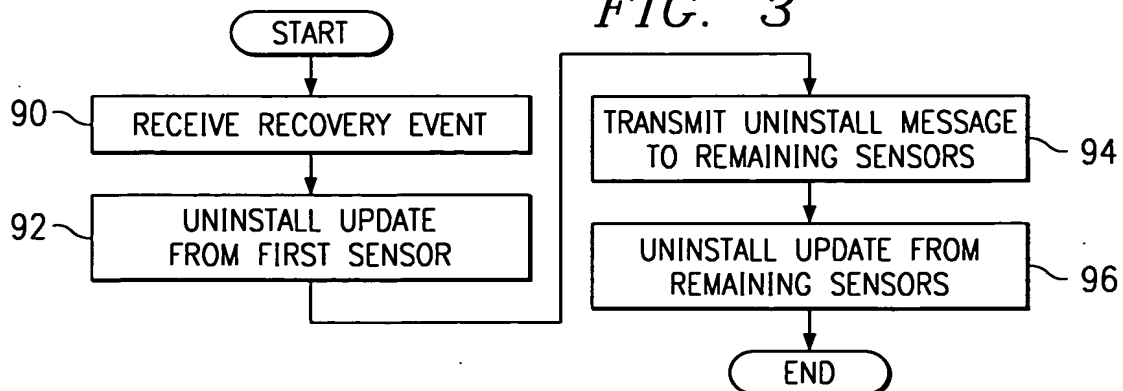 FIG. 3
START
90
RECEIVE RECOVERY EVENT
92
UNINSTALL UPDATE
FROM FIRST SENSOR
TRANSMIT UNINSTALL MESSAGE
TO REMAINING SENSORS
94
UNINSTALL UPDATE FROM
REMAINING SENSORS
96
END